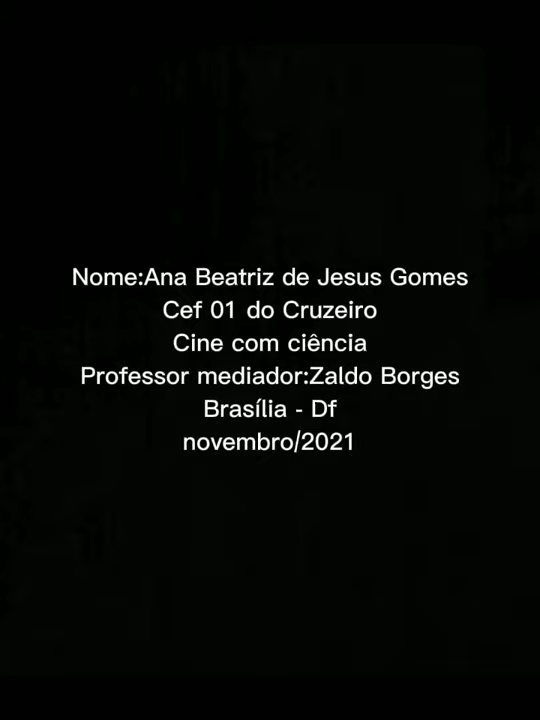 Nome:Ana Beatriz de Jesus Gomes
Cef 01 do Cruzeiro
Cine com ciência
Professor mediador:Zaldo Borges
Brasília - Df
novembro/2021